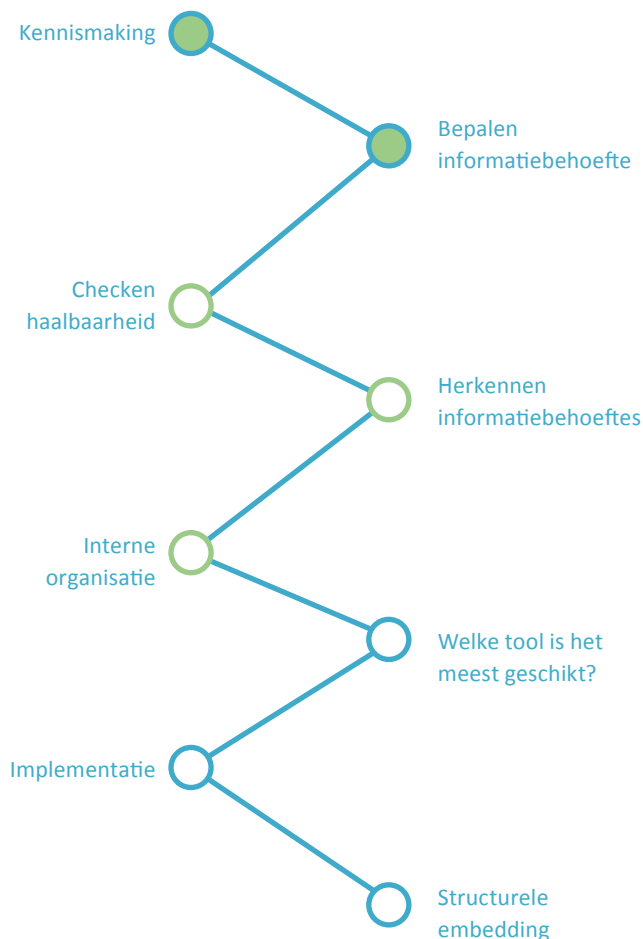 Kennismaking
Bepalen
informatiebehoefte
Checken
haalbaarheid
Herkennen
informatiebehoeftes
Interne
organisatie
Welke tool is het
meest geschikt?
Implementatie
Structurele
embedding